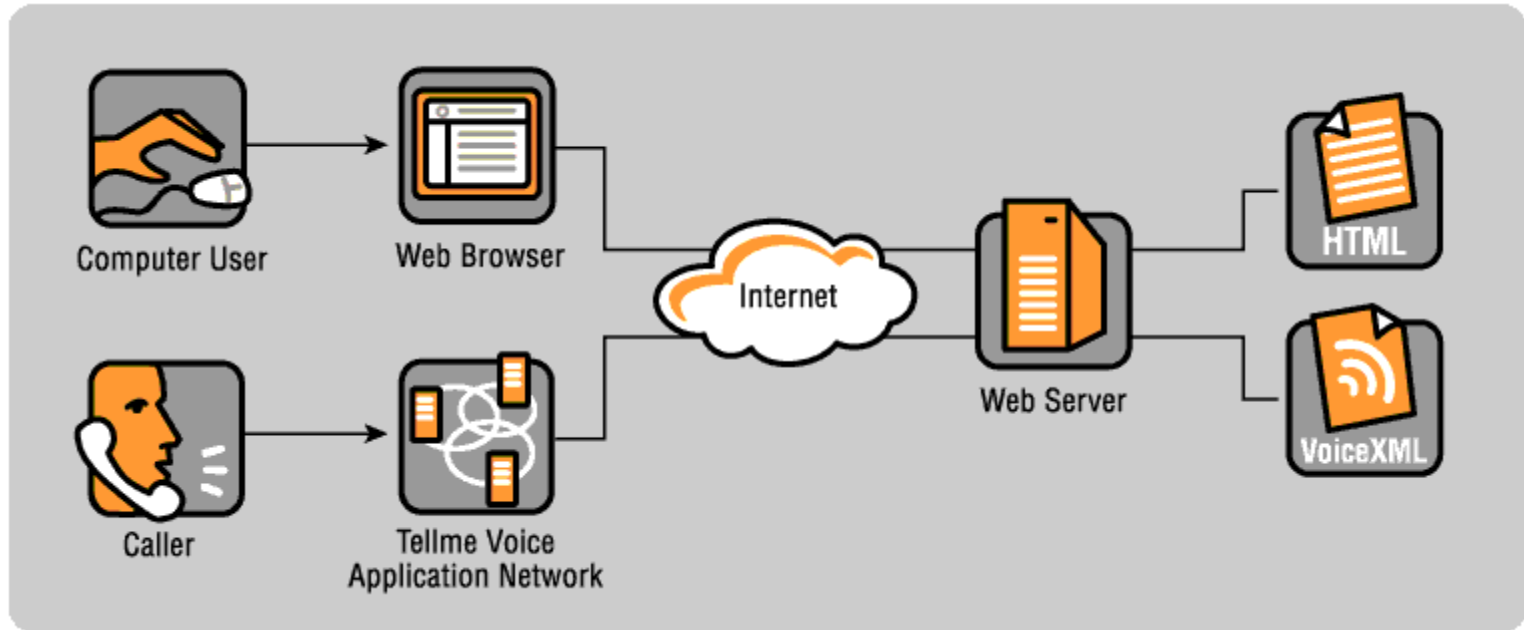 Computer User
Web Browser
Internet
Web Server
HTML
VoiceXML
Caller
Tellme Voice
Application Network